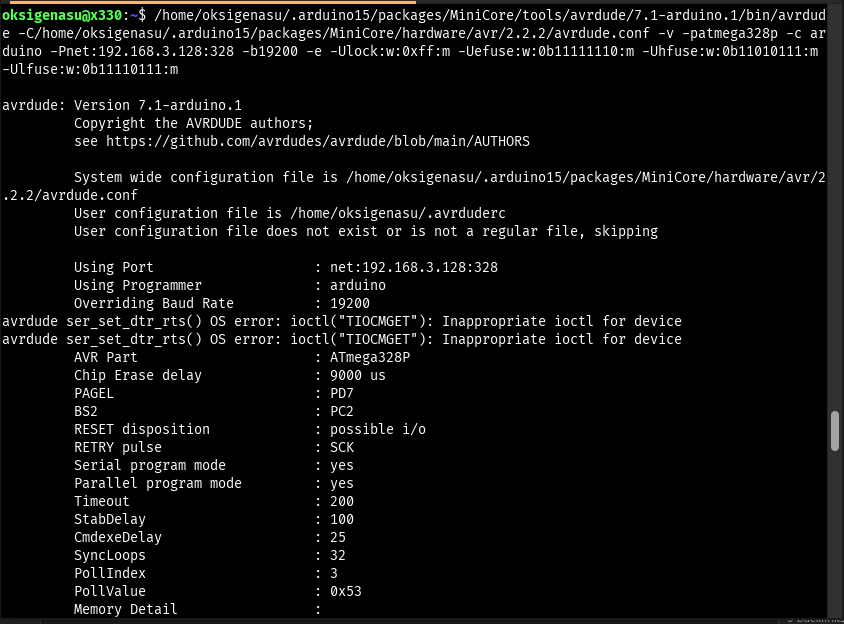 oksigenasu@x330:~$ /home/oksigenasu/.arduino15/packages/MiniCore/tools/avrdude/7.1-arduino.1/bin/avrdud
e -C/home/oksigenasu/.arduino15/packages/MiniCore/hardware/avr/2.2.2/avrdude.conf -v -patmega328p -c ar
duino -Pnet:192.168.3.128:328 -b19200 -e -Ulock:w:0xff:m -Uefuse:w:0b11111110:m -Uhfuse:w:0b11010111:m
-Ulfuse:w:0b11110111:m
avrdude: Version 7.1-arduino.1
Copyright the AVRDUDE authors;
see https://github.com/avrdudes/avrdude/blob/main/AUTHORS
System wide configuration file is /home/oksigenasu/.arduino15/packages/MiniCore/hardware/avr/2
.2.2/avrdude.conf
User configuration file is /home/oksigenasu/.avrduderc
User configuration file does not exist or is not a regular file, skipping
Using Port : net:192.168.3.128:328
Using Programmer : arduino
Overriding Baud Rate : 19200
avrdude ser_set_dtr_rts() OS error: ioctl("TIOCMGET"): Inappropriate ioctl for device
avrdude ser_set_dtr_rts() OS error: ioctl("TIOCMGET"): Inappropriate ioctl for device
AVR Part : ATmega328P
Chip Erase delay : 9000 us
PAGEL : PD7
BS2 : PC2
RESET disposition : possible i/o
RETRY pulse : SCK
Serial program mode : yes
Parallel program mode : yes
Timeout : 200
StabDelay : 100
CmdexeDelay : 25
SyncLoops : 32
PollIndex : 3
PollValue : 0x53
Memory Detail :